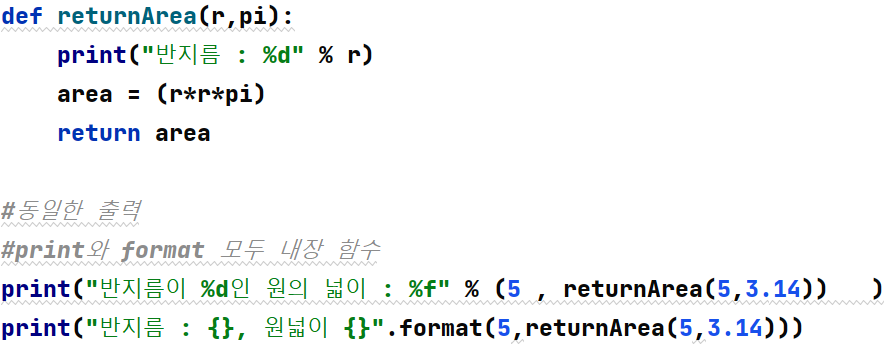 def returnArea(r,pi):
    print("반지름 : %d" % r)
    area = (r*r*pi)
    return area

#동일한 출력
#print와 format 모두 내장 함수
print("반지름이 %d인 원의 넓이 : %f" % (5 , returnArea(5,3.14))   )
print("반지름 : {}, 원넓이 {}".format(5,returnArea(5,3.14)))